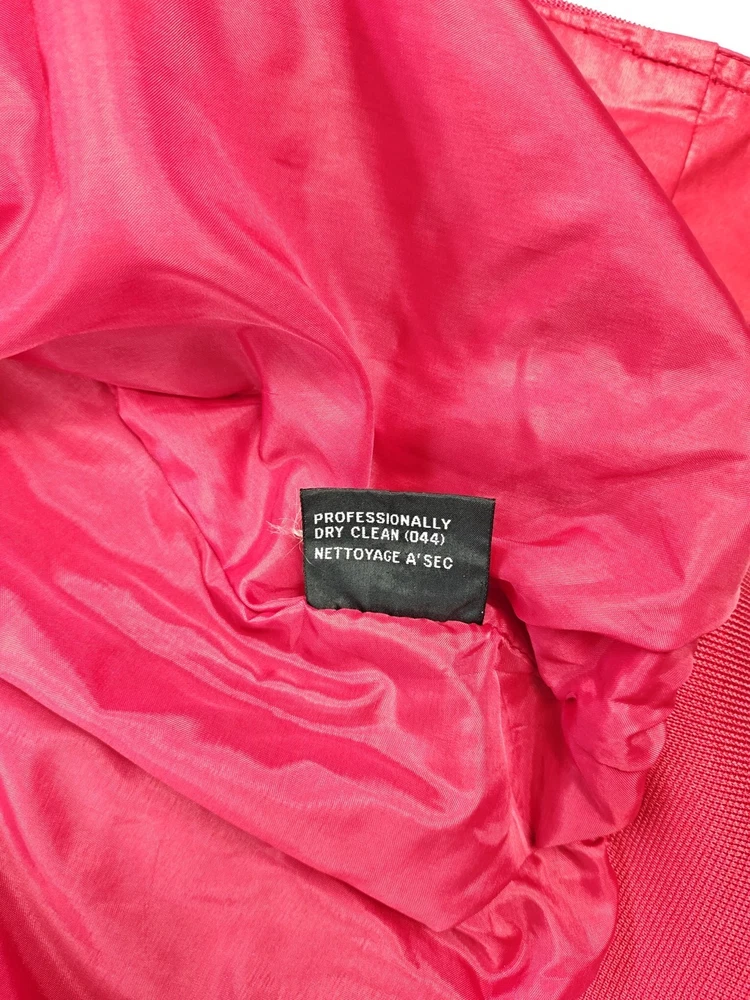 PROFESSIONALLY
DRY CLEAN (044)
NETTOYAGE A'SEC